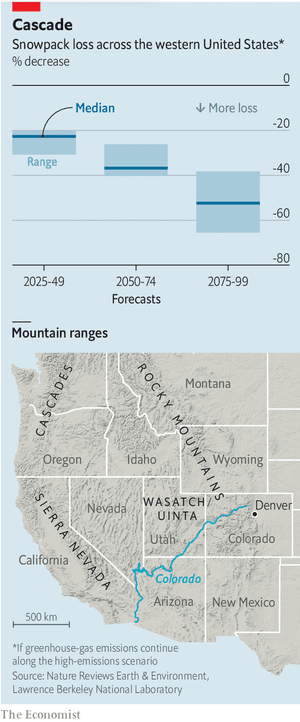 Cascade
Snowpack loss across the western United States*
% decrease
0
Median
↓ More loss
-20
Range
-40
-60
-80
2025-49
2050-74
2075-99
Forecasts
Mountain ranges
CASCADES
ROCKY MOUNTAINS
Montana
Oregon
Idaho
Wyoming
SIERRA NEVADA
Nevada
WASATCH/
UINTA
Denver
Utah
Colorado
California
Colorado
Arizona
New Mexico
500 km
*If greenhouse-gas emissions continue
along the high-emissions scenario
Source: Nature Reviews Earth & Environment,
Lawrence Berkeley National Laboratory
The Economist